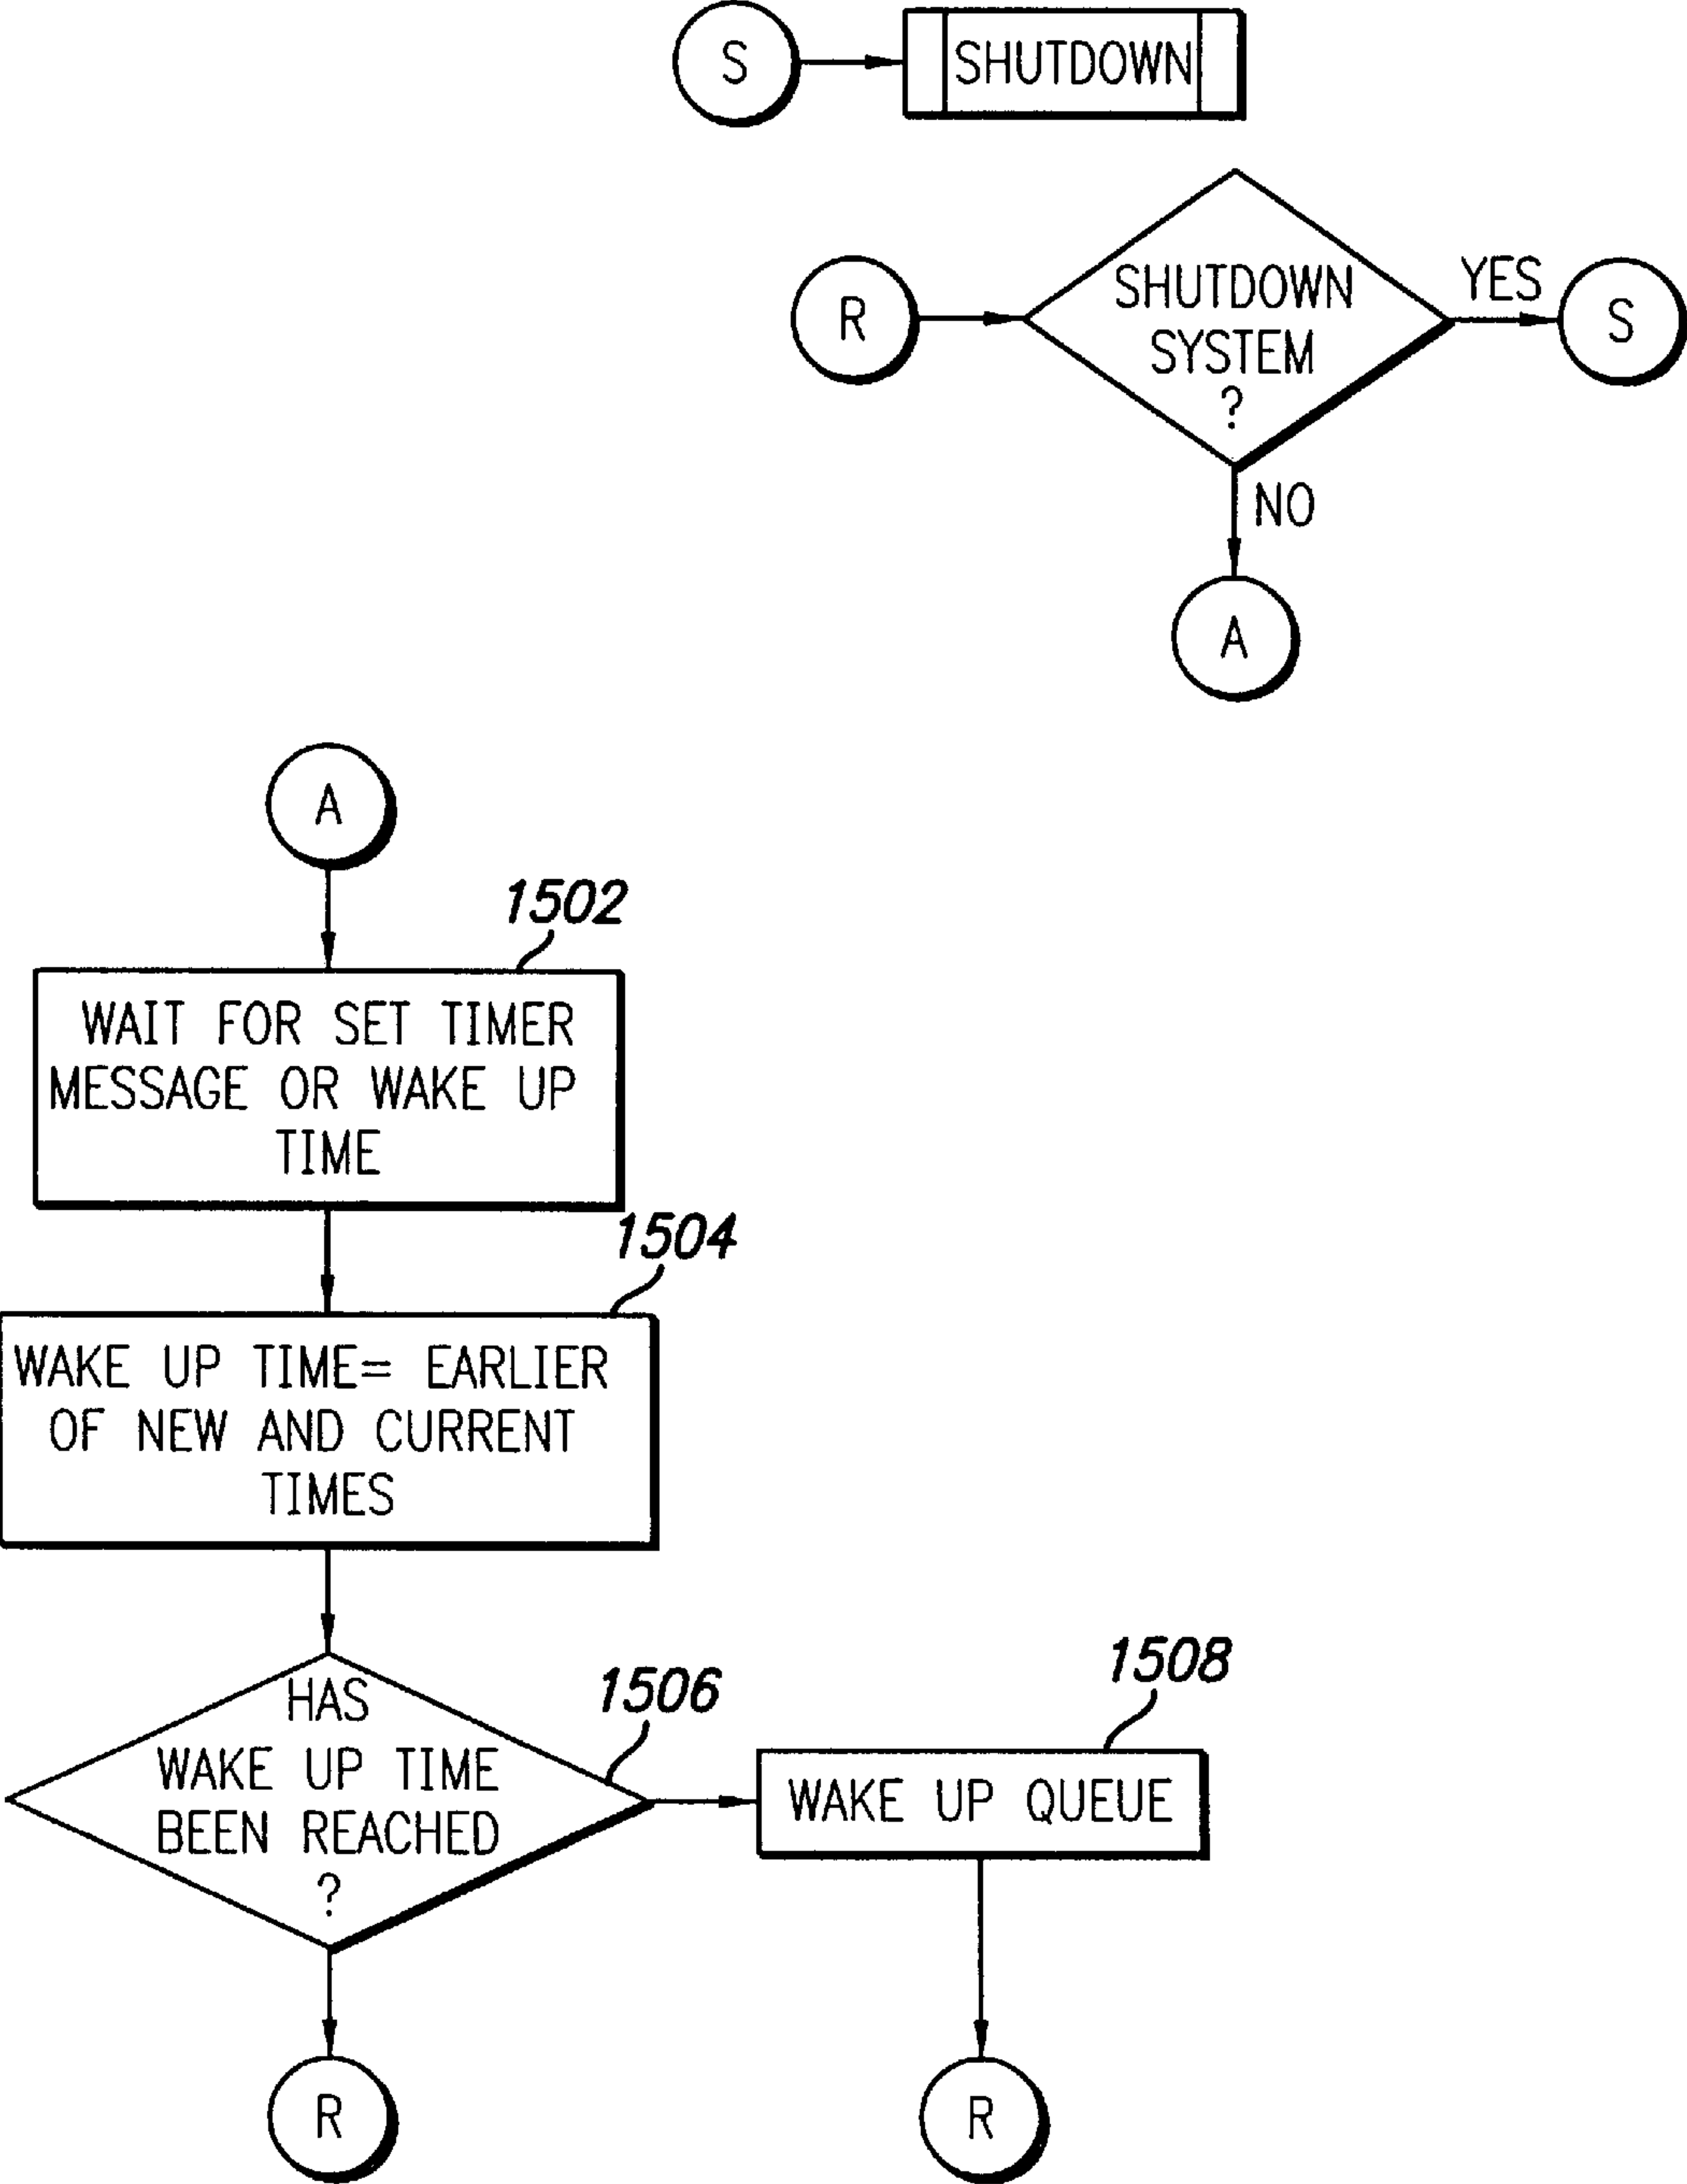 S
SHUTDOWN
R
SHUTDOWN
SYSTEM
?
YES
S
NO
A
A
1502
WAIT FOR SET TIMER
MESSAGE OR WAKE UP
TIME
1504
WAKE UP TIME= EARLIER
OF NEW AND CURRENT
TIMES
1506
HAS
WAKE UP TIME
BEEN REACHED
?
1508
WAKE UP QUEUE
R
R